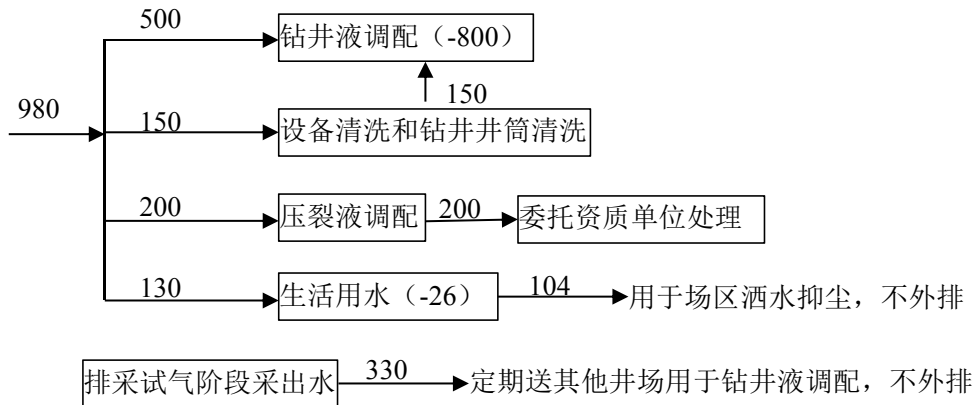 500
钻井液调配（-800）
150
980
150
设备清洗和钻井井筒清洗
200
压裂液调配
200
委托资质单位处理
130
生活用水（-26）
104
用于场区洒水抑尘，不外排
排采试气阶段采出水
330
定期送其他井场用于钻井液调配，不外排